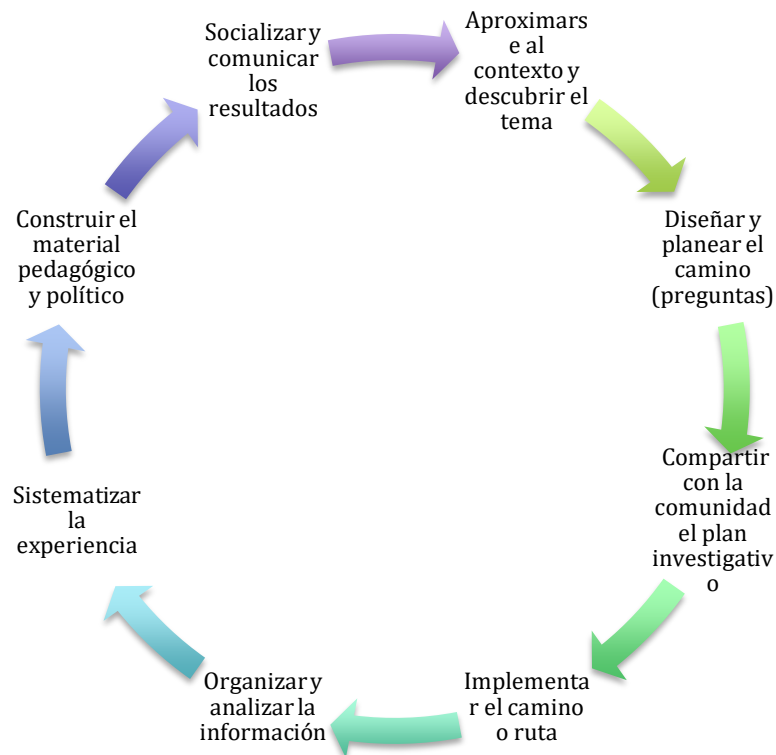 Aproximars
e al
contexto y
descubrir el
tema
Diseñar y
planear el
camino
(preguntas)
Compartir
con la
comunidad
el plan
investigativ
o
Implementa
r el camino
o ruta
Organizar y
analizar la
información
Sistematizar
la
experiencia
Construir el
material
pedagógico
y político
Socializar y
comunicar
los
resultados